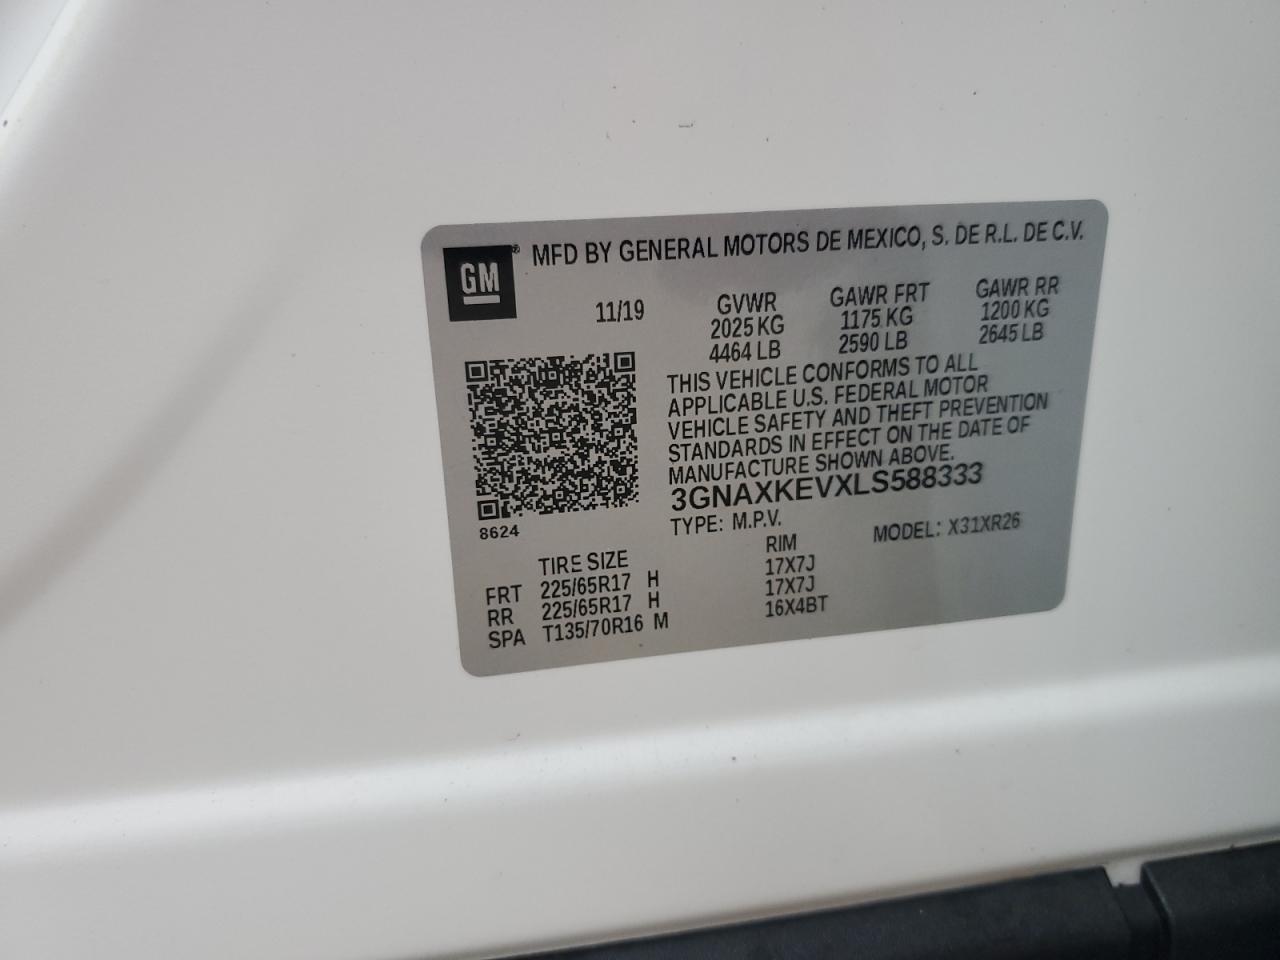 GM ® MFD BY GENERAL MOTORS DE MEXICO, S. DE R.L. DE C.V.
11/19 GVWR GAWR FRT GAWR RR
2025 KG 1175 KG 1200 KG
4464 LB 2590 LB 2645 LB
THIS VEHICLE CONFORMS TO ALL
APPLICABLE U.S. FEDERAL MOTOR
VEHICLE SAFETY AND THEFT PREVENTION
STANDARDS IN EFFECT ON THE DATE OF
MANUFACTURE SHOWN ABOVE.
3GNAXKEVXLS588333
8624 TYPE: M.P.V. MODEL: X31XR26
TIRE SIZE RIM
FRT 225/65R17 H 17X7J
RR 225/65R17 H 17X7J
SPA T135/70R16 M 16X4BT